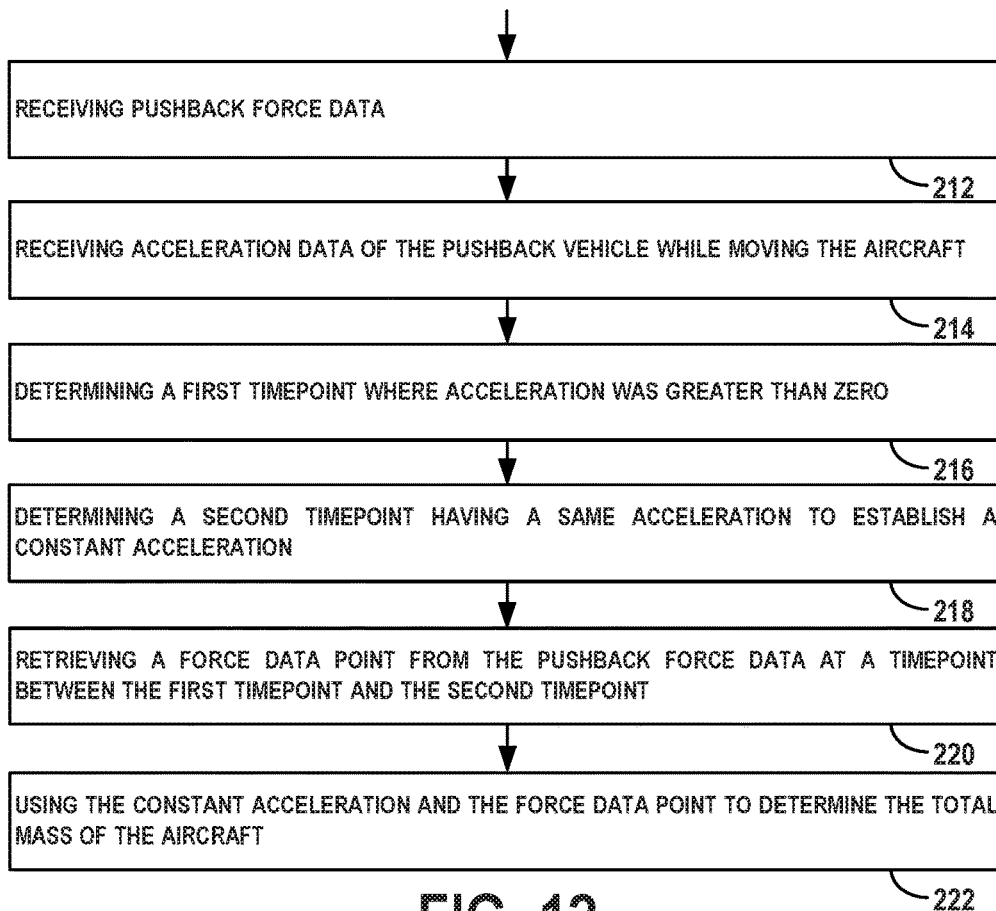 RECEIVING PUSHBACK FORCE DATA
212
RECEIVING ACCELERATION DATA OF THE PUSHBACK VEHICLE WHILE MOVING THE AIRCRAFT
214
DETERMINING A FIRST TIMEPOINT WHERE ACCELERATION WAS GREATER THAN ZERO
216
DETERMINING A SECOND TIMEPOINT HAVING A SAME ACCELERATION TO ESTABLISH A
CONSTANT ACCELERATION
218
RETRIEVING A FORCE DATA POINT FROM THE PUSHBACK FORCE DATA AT A TIMEPOINT
BETWEEN THE FIRST TIMEPOINT AND THE SECOND TIMEPOINT
220
USING THE CONSTANT ACCELERATION AND THE FORCE DATA POINT TO DETERMINE THE TOTAL
MASS OF THE AIRCRAFT
222
FIG.